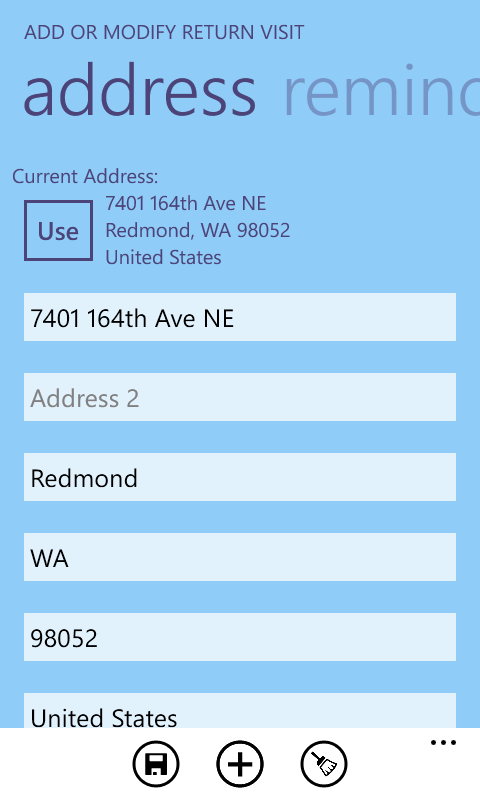 ADD OR MODIFY RETURN VISIT
address remind
Current Address:
Use
7401 164th Ave NE
Redmond, WA 98052
United States
7401 164th Ave NE
Address 2
Redmond
WA
98052
United States